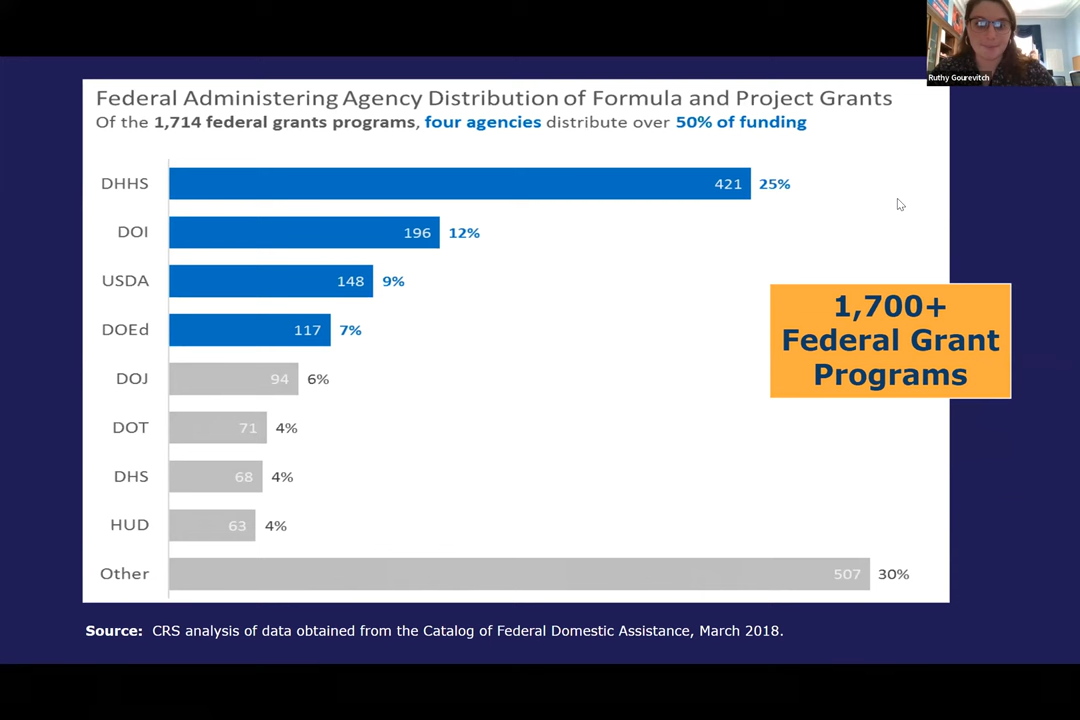 Ruthy Gourevitch
Federal Administering Agency Distribution of Formula and Project Grants
Of the 1,714 federal grants programs, four agencies distribute over 50% of funding
DHHS 421 25%
DOI 196 12%
USDA 148 9%
DOEd 117 7%
DOJ 94 6%
DOT 71 4%
DHS 68 4%
HUD 63 4%
Other 507 30%
1,700+
Federal Grant
Programs
Source: CRS analysis of data obtained from the Catalog of Federal Domestic Assistance, March 2018.